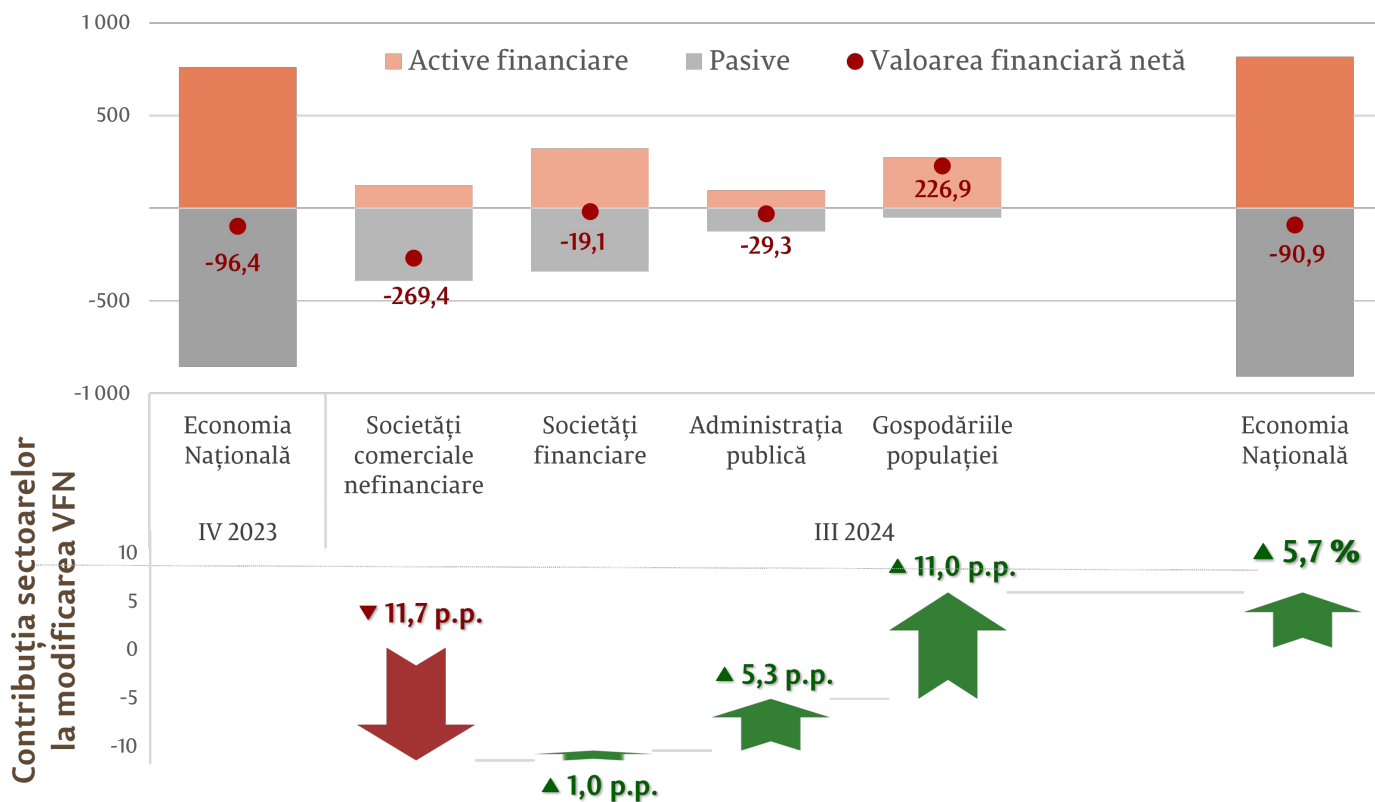 1 000
Active financiare
Pasive
Valoarea financiară netă
500
226,9
-96,4
-19,1
-29,3
-90,9
-269,4
-500
-1 000
Economia
Națională
Societăți
comerciale
nefinanciare
Societăți
financiare
Administrația
publică
Gospodăriile
populației
Economia
Națională
IV 2023
III 2024
Contribuția sectoarelor
la modificarea VFN
10
5
0
-5
-10
▼ 11,7 p.p.
▲ 1,0 p.p.
▲ 5,3 p.p.
▲ 11,0 p.p.
▲ 5,7 %